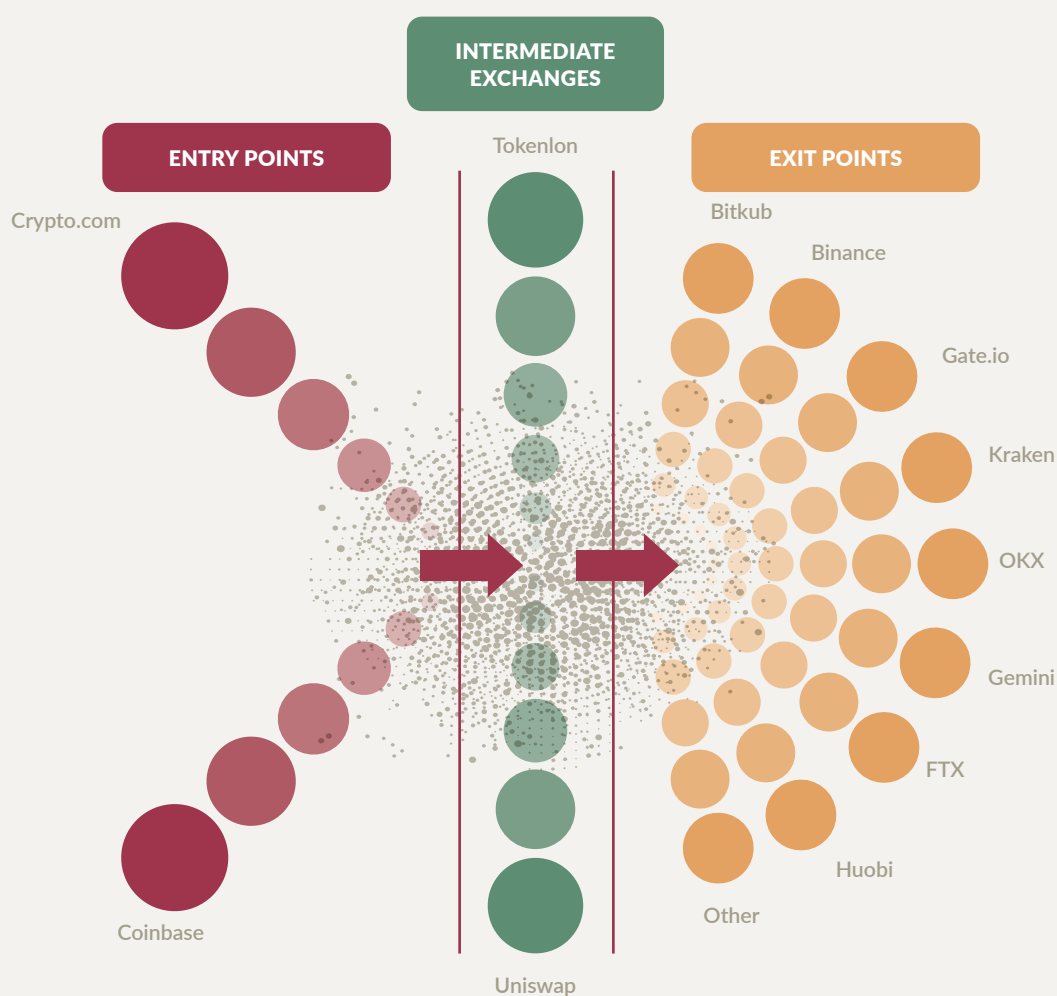 INTERMEDIATE
EXCHANGES
ENTRY POINTS
Tokenlon
EXIT POINTS
Crypto.com
Bitkub
Binance
Gate.io
Kraken
OKX
Gemini
FTX
Huobi
Other
Coinbase
Uniswap